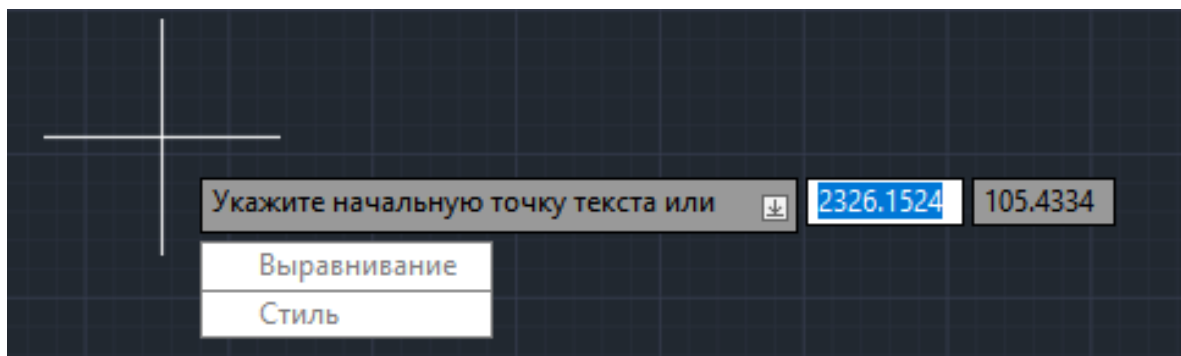 Укажите начальную точку текста или 2326.1524 105.4334
Выравнивание
Стиль